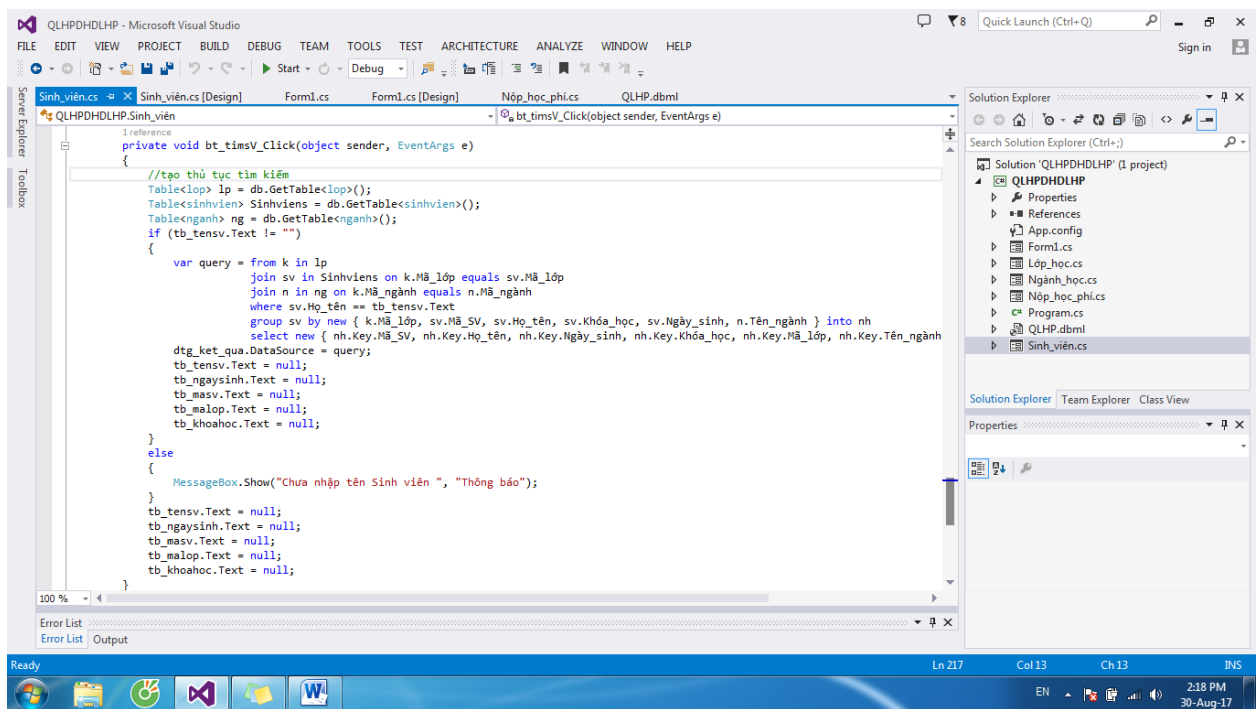 QLHPDHDLHP - Microsoft Visual Studio
8
Quick Launch (Ctrl+Q)
FILE EDIT VIEW PROJECT BUILD DEBUG TEAM TOOLS TEST ARCHITECTURE ANALYZE WINDOW HELP
Sign in
Start Debug
Server Explorer
Toolbox
Sinh_viên.cs Sinh_viên.cs [Design] Form1.cs Form1.cs [Design] Nộp_học_phí.cs QLHP.dbml
QLHPDHDLHP.Sinh_viên bt_timsV_Click(object sender, EventArgs e)
1 reference
private void bt_timsV_Click(object sender, EventArgs e)
{
//tạo thủ tục tìm kiếm
Table<lop> lp = db.GetTable<lop>();
Table<sinhvien> Sinhviens = db.GetTable<sinhvien>();
Table<nganh> ng = db.GetTable<nganh>();
if (tb_tensv.Text != "")
{
var query = from k in lp
join sv in Sinhviens on k.Mã_lớp equals sv.Mã_lớp
join n in ng on k.Mã_ngành equals n.Mã_ngành
where sv.Họ_tên == tb_tensv.Text
group sv by new { k.Mã_lớp, sv.Mã_SV, sv.Họ_tên, sv.Khóa_học, sv.Ngày_sinh, n.Tên_ngành } into nh
select new { nh.Key.Mã_SV, nh.Key.Họ_tên, nh.Key.Ngày_sinh, nh.Key.Khóa_học, nh.Key.Mã_lớp, nh.Key.Tên_ngành
dtg_ket_qua.DataSource = query;
tb_tensv.Text = null;
tb_ngaysinh.Text = null;
tb_masv.Text = null;
tb_malop.Text = null;
tb_khoahoc.Text = null;
}
else
{
MessageBox.Show("Chưa nhập tên Sinh viên ", "Thông báo");
}
tb_tensv.Text = null;
tb_ngaysinh.Text = null;
tb_masv.Text = null;
tb_malop.Text = null;
tb_khoahoc.Text = null;
}
100 %
Error List
Error List Output
Solution Explorer
Search Solution Explorer (Ctrl+;)
Solution 'QLHPDHDLHP' (1 project)
QLHPDHDLHP
Properties
References
App.config
Form1.cs
Lớp_học.cs
Ngành_học.cs
Nộp_học_phí.cs
Program.cs
QLHP.dbml
Sinh_viên.cs
Solution Explorer Team Explorer Class View
Properties
Ready Ln 217 Col 13 Ch 13 INS
EN 2:18 PM
30-Aug-17